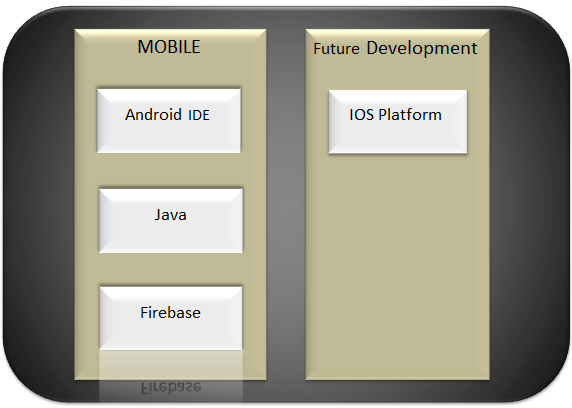 MOBILE
Android IDE
Java
Firebase
Future Development
IOS Platform